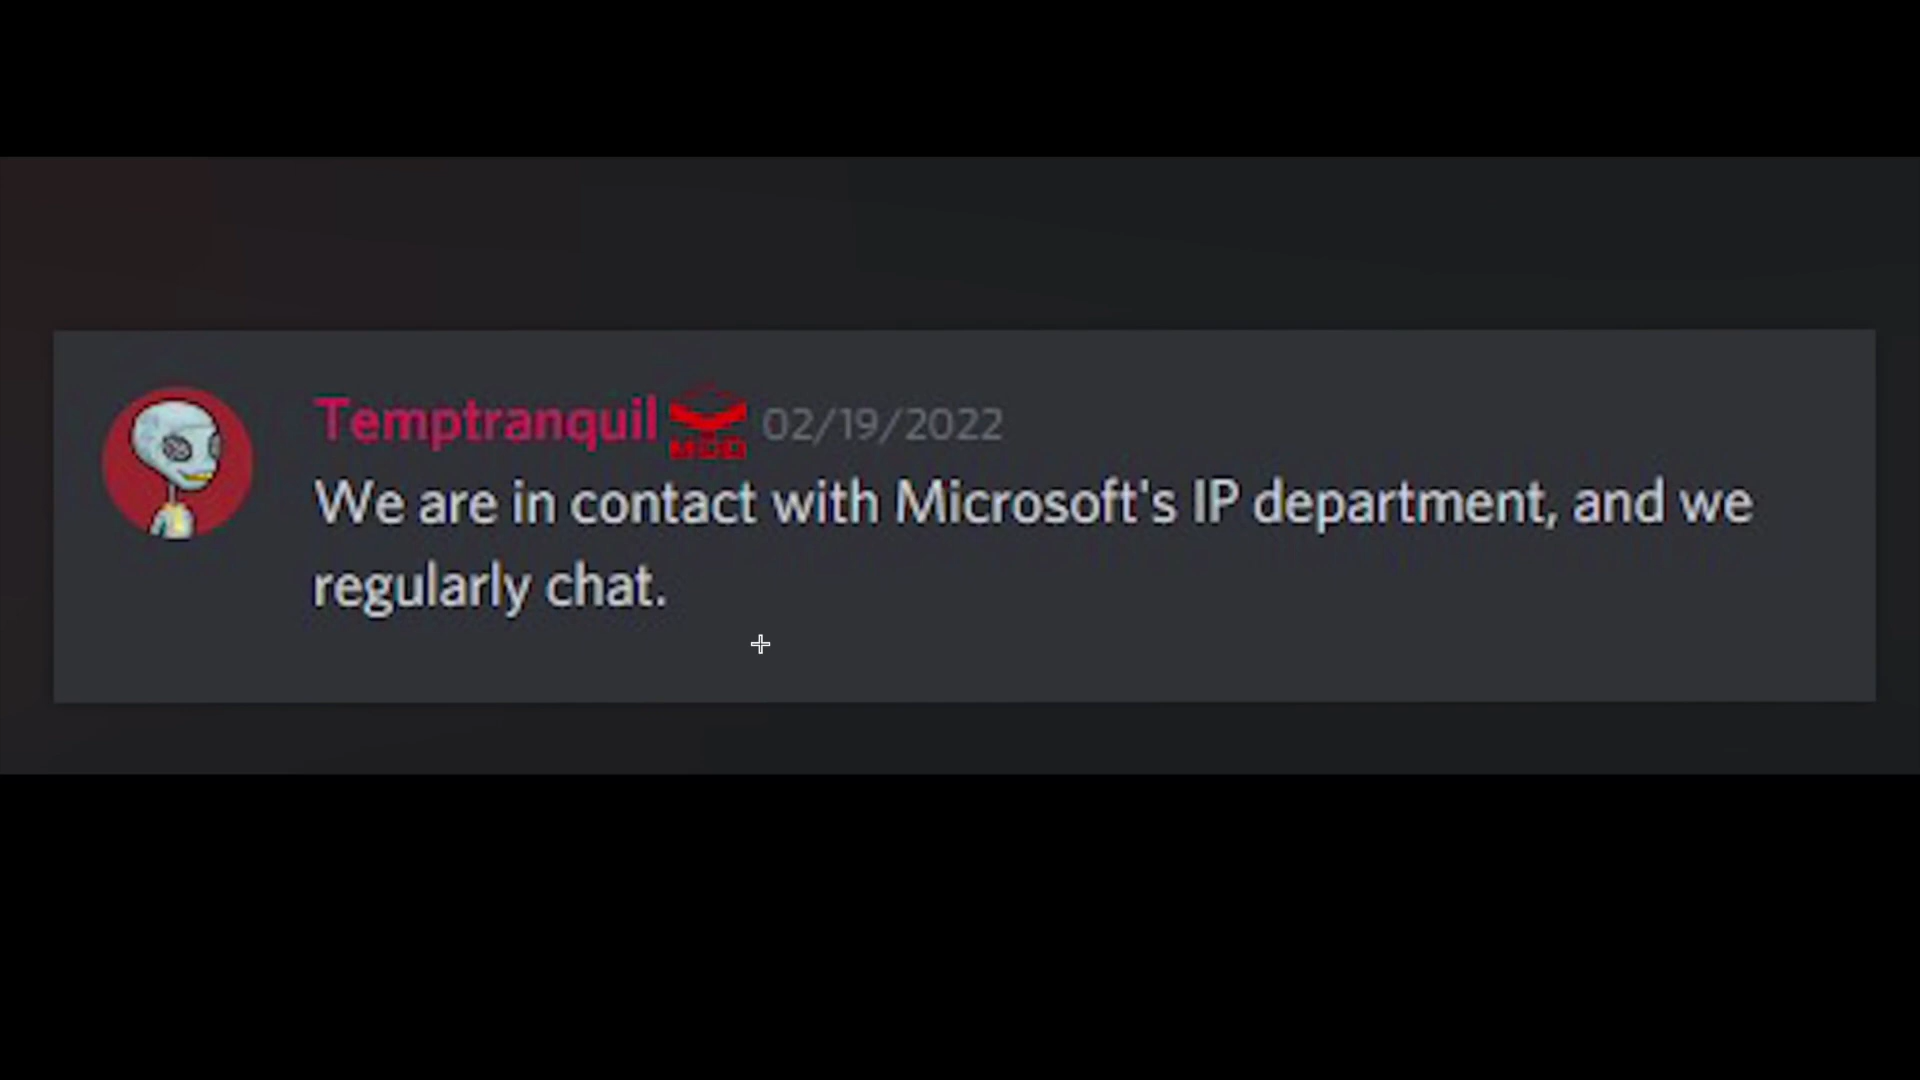 Temptranquil MOD 02/19/2022
We are in contact with Microsoft's IP department, and we
regularly chat.